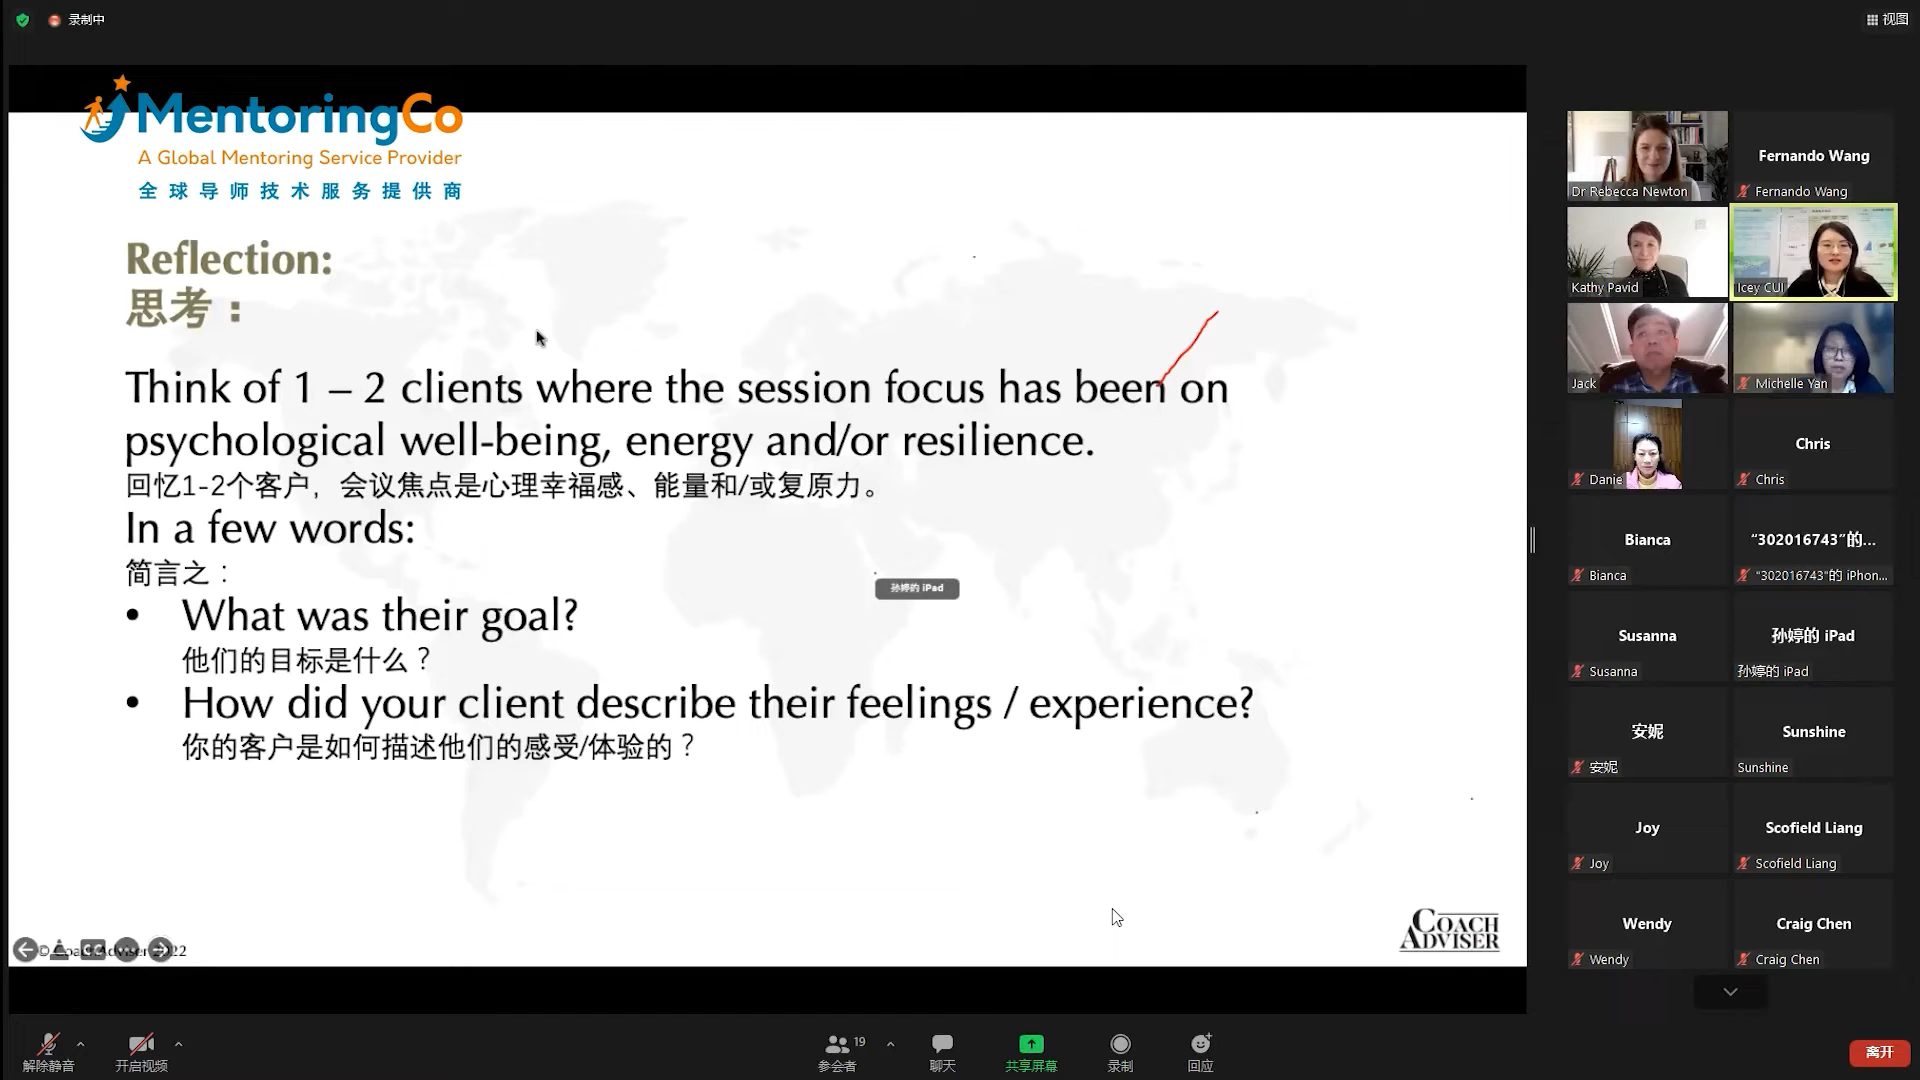 录制中
视图
MentoringCo
A Global Mentoring Service Provider
全球导师技术服务提供商
Reflection:
思考：
Think of 1 – 2 clients where the session focus has been on
psychological well-being, energy and/or resilience.
回忆1-2个客户，会议焦点是心理幸福感、能量和/或复原力。
In a few words:
简言之：
• What was their goal?
他们的目标是什么？
• How did your client describe their feelings / experience?
你的客户是如何描述他们的感受/体验的？
孙婷的 iPad
© Coach Adviser 2022
COACH
ADVISER
Dr Rebecca Newton
Fernando Wang
Fernando Wang
Kathy Pavid
Icey CUI
Jack
Michelle Yan
Danie
Chris
Chris
Bianca
Bianca
“302016743”的...
“302016743”的 iPhon...
Susanna
Susanna
孙婷的 iPad
孙婷的 iPad
安妮
安妮
Sunshine
Sunshine
Joy
Joy
Scofield Liang
Scofield Liang
Wendy
Wendy
Craig Chen
Craig Chen
解除静音
开启视频
19
参会者
聊天
共享屏幕
录制
回应
离开